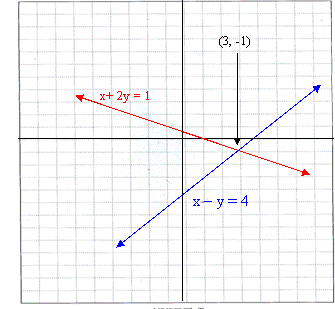 (3, -1)
x+ 2y = 1
x – y = 4